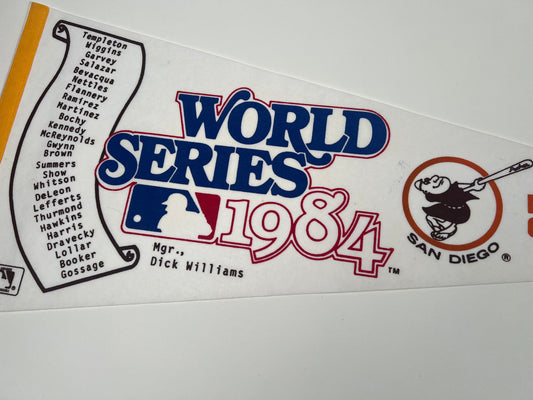 Templeton
Wiggins
Garvey
Salazar
Bevacqua
Nettles
Flannery
Ramirez
Martinez
Bochy
Kennedy
McReynolds
Gwynn
Brown
Summers
Show
Whitson
DeLeon
Lefferts
Thurmond
Hawkins
Harris
Dravecky
Lollar
Booker
Gossage
WORLD
SERIES
1984
TM
Mgr.,
Dick Williams
SAN DIEGO ®